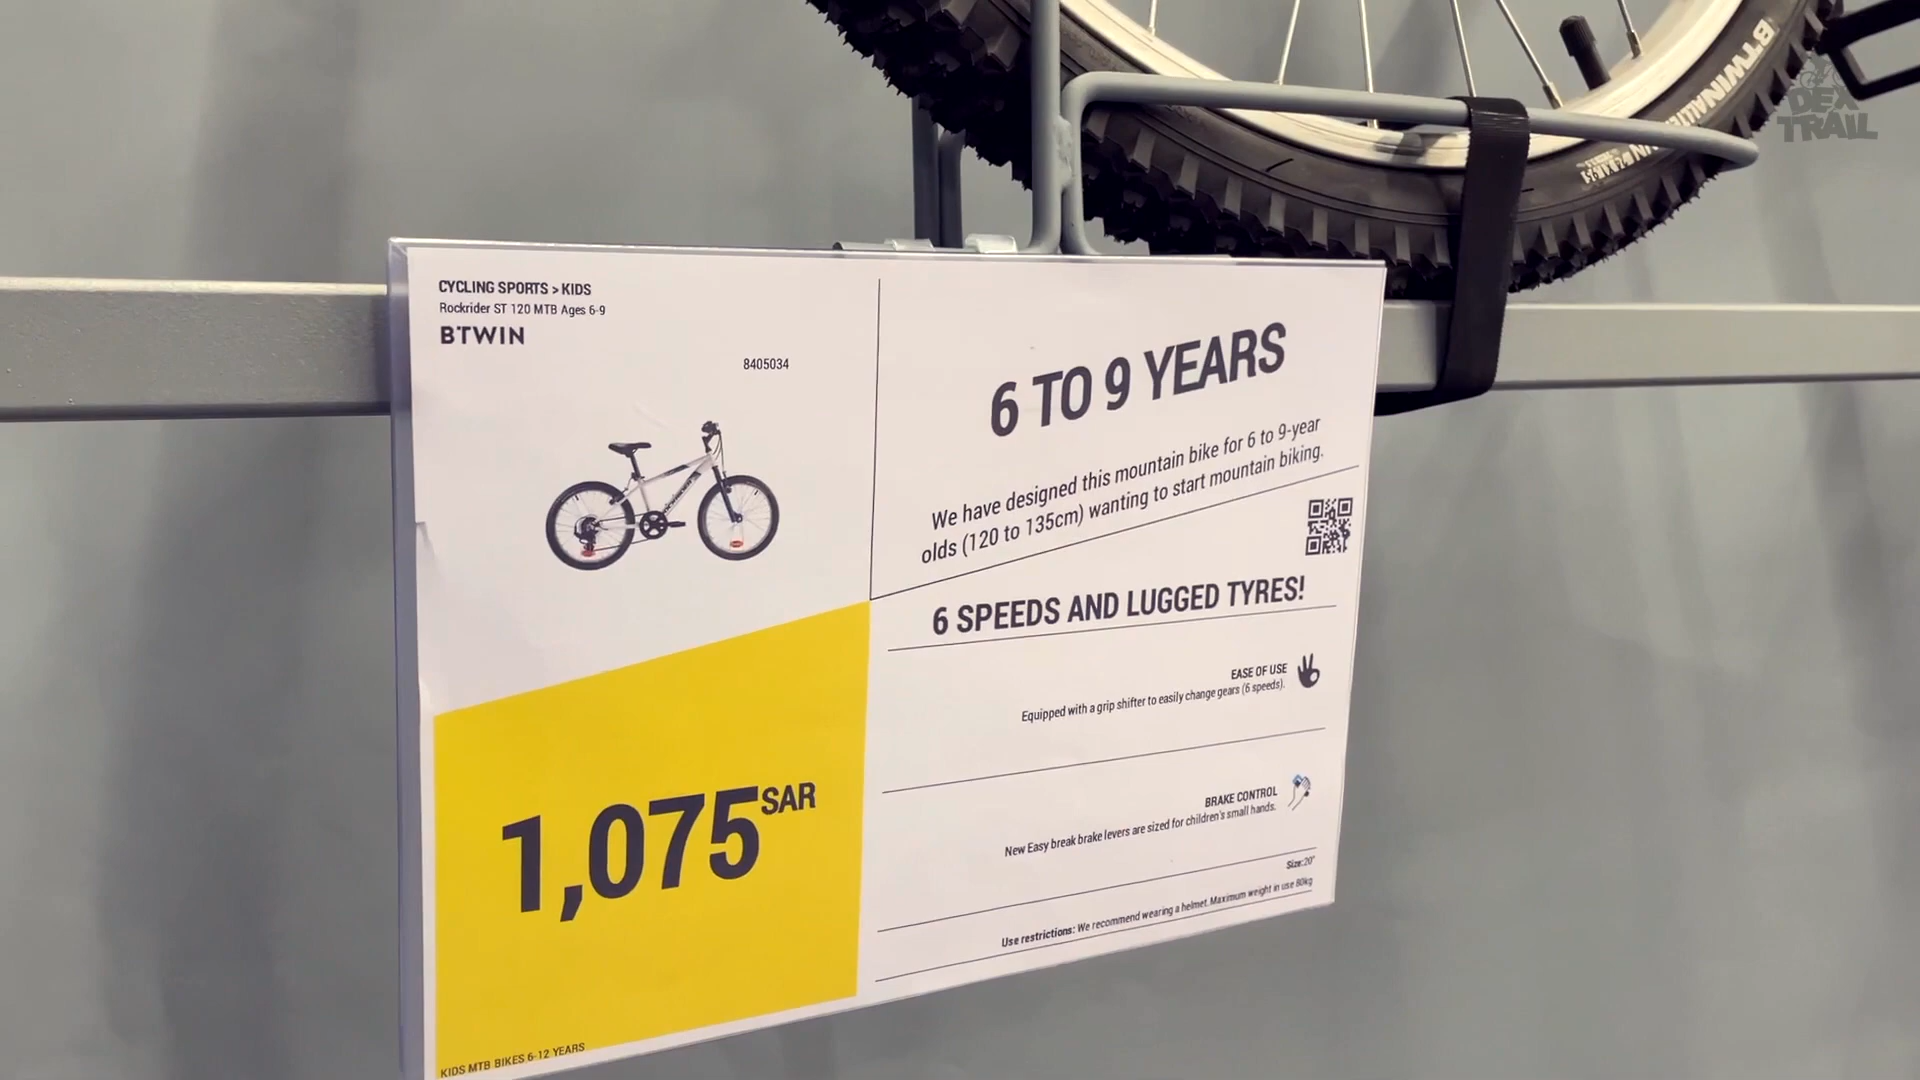 CYCLING SPORTS > KIDS
Rockrider ST 120 MTB Ages 6-9
BTWIN
8405034
1,075 SAR
KIDS MTB BIKES 6-12 YEARS
6 TO 9 YEARS
We have designed this mountain bike for 6 to 9-year
olds (120 to 135cm) wanting to start mountain biking.
6 SPEEDS AND LUGGED TYRES!
EASE OF USE
Equipped with a grip shifter to easily change gears (6 speeds).
BRAKE CONTROL
New Easy break brake levers are sized for children's small hands.
Size:20"
Use restrictions: We recommend wearing a helmet. Maximum weight in use 80kg
BTWIN
DEX
TRAIL